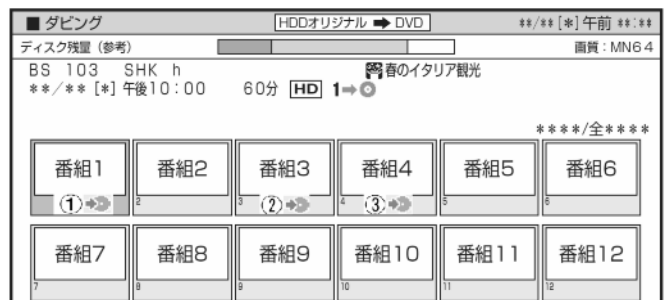 ■ ダビング HDDオリジナル ➡ DVD **/**[*]午前 **:**
ディスク残量（参考） 画質：MN64
BS 103 SHK h 春のイタリア観光
**/**[*]午後10:00 60分 HD 1➡
****/全****
番組1 番組2 番組3 番組4 番組5 番組6
① 2 3 ② 4 ③ 5 6
番組7 番組8 番組9 番組10 番組11 番組12
7 8 9 10 11 12